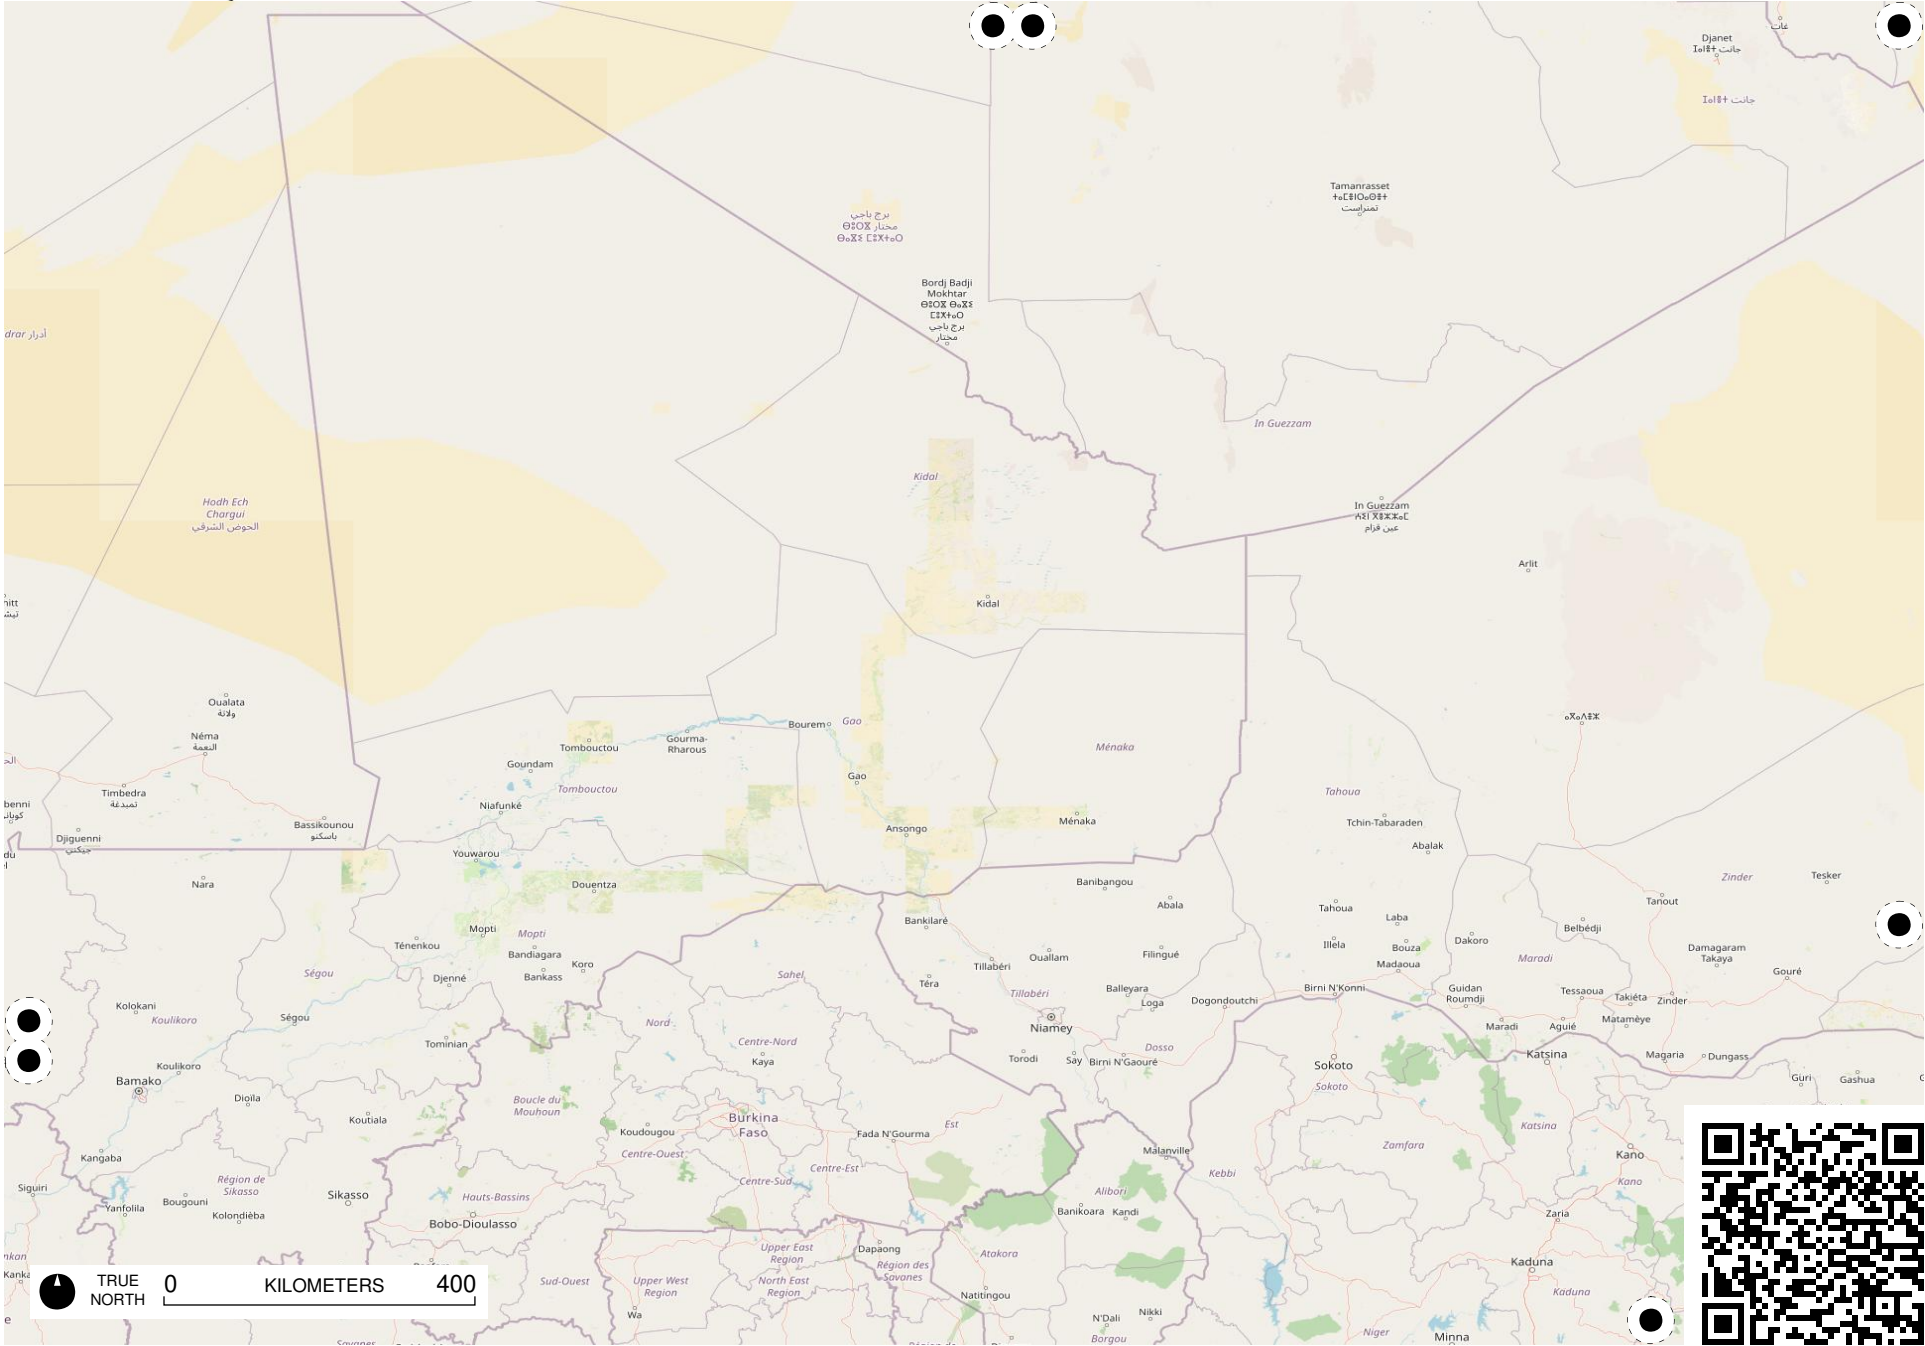 غات
Djanet
ⵊⴰⵏⴻⵜ جانت
جانت
Tamanrasset
تمنراست
برج باجي
مختار
Bordj Badji
Mokhtar
برج باجي
مختار
drar أدرار
In Guezzam
Kidal
Hodh Ech
Chargui
الحوض الشرقي
In Guezzam
عين قزام
Arlit
Kidal
Oualata
ولاتة
Néma
النعمة
Bourem
Gao
Gourma-
Rharous
Tombouctou
Ménaka
Goundam
Gao
Tombouctou
Timbedra
تمبدغة
Niafunké
Tahoua
Bassikounou
باسكنو
Ansongo
Ménaka
Tchin-Tabaraden
Djiguenni
جيكني
Abalak
Youwarou
Nara
Douentza
Banibangou
Zinder
Tesker
Abala
Tahoua
Tanout
Bankilaré
Laba
Mopti
Mopti
Belbédji
Ténenkou
Bandiagara
Koro
Bankass
Illela
Bouza
Dakoro
Damagaram
Takaya
Ouallam
Filingué
Madaoua
Maradi
Ségou
Djenné
Sahel
Tillabéri
Téra
Gouré
Balleyara
Loga
Birni N'Konni
Guidan
Roumdji
Tessaoua
Takiéta
Zinder
Kolokani
Koulikoro
Ségou
Tillabéri
Dogondoutchi
Niamey
Nord
Maradi
Aguié
Matamèye
Tominian
Centre-Nord
Kaya
Dosso
Torodi
Say
Birni N'Gaouré
Sokoto
Sokoto
Katsina
Magaria
Dungass
Koulikoro
Bamako
Guri
Gashua
Dioïla
Boucle du
Mouhoun
Koutiala
Burkina
Faso
Koudougou
Fada N'Gourma
Est
Katsina
Kangaba
Centre-Ouest
Malanville
Zamfara
Kano
Centre-Est
Kebbi
Siguiri
Région de
Sikasso
Sikasso
Centre-Sud
Kano
Yanfolila
Bougouni
Kolondièba
Hauts-Bassins
Bobo-Dioulasso
Alibori
Banikoara
Kandi
Zaria
Upper East
Region
Dapaong
Atakora
Kaduna
TRUE
NORTH
0 KILOMETERS 400
Sud-Ouest
Upper West
Region
North East
Region
Région des
Savanes
Natitingou
Kaduna
Wa
N'Dali
Nikki
Borgou
Niger
Minna